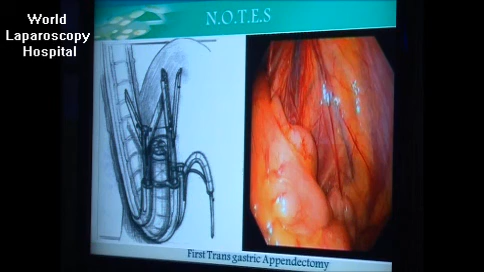 World
Laparoscopy
Hospital
N.O.T.E.S
First Trans gastric Appendectomy